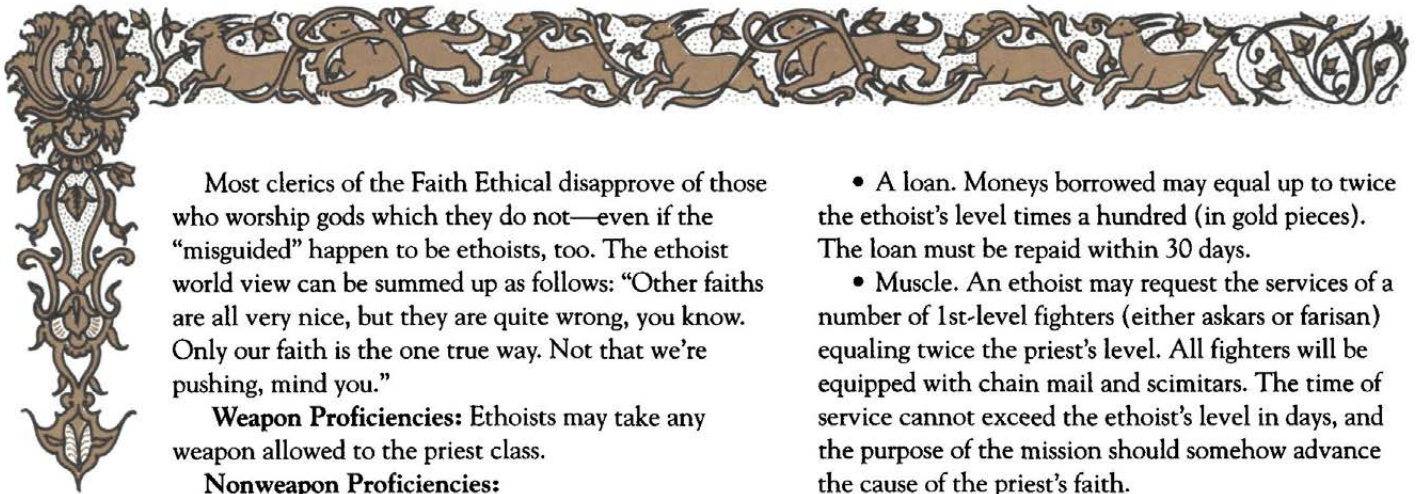 Most clerics of the Faith Ethical disapprove of those
who worship gods which they do not—even if the
“misguided” happen to be ethoists, too. The ethoist
world view can be summed up as follows: “Other faiths
are all very nice, but they are quite wrong, you know.
Only our faith is the one true way. Not that we’re
pushing, mind you.”
Weapon Proficiencies: Ethoists may take any
weapon allowed to the priest class.
Nonweapon Proficiencies:
• A loan. Moneys borrowed may equal up to twice
the ethoist’s level times a hundred (in gold pieces).
The loan must be repaid within 30 days.
• Muscle. An ethoist may request the services of a
number of 1st-level fighters (either askars or farisan)
equaling twice the priest’s level. All fighters will be
equipped with chain mail and scimitars. The time of
service cannot exceed the ethoist’s level in days, and
the purpose of the mission should somehow advance
the cause of the priest’s faith.